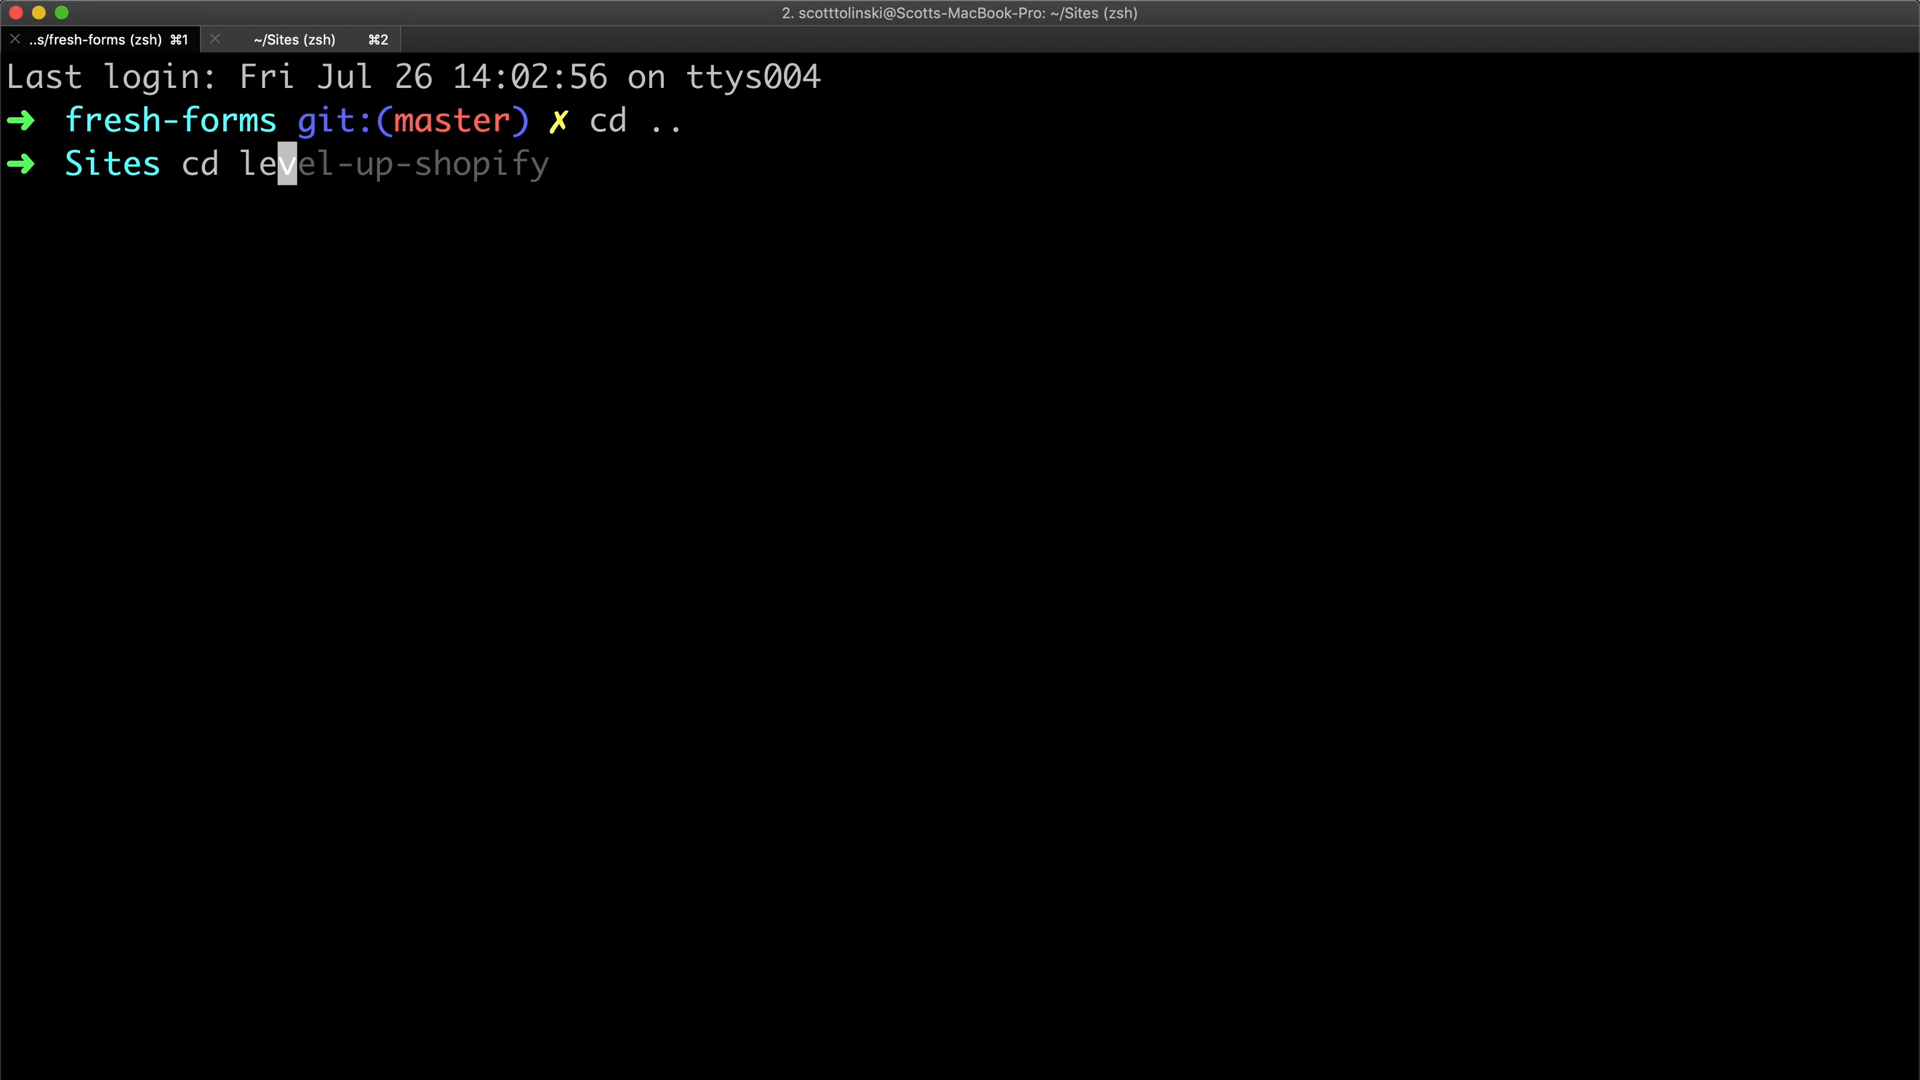 2. scotttolinski@Scotts-MacBook-Pro: ~/Sites (zsh)
..s/fresh-forms (zsh) ⌘1 ~/Sites (zsh) ⌘2
Last login: Fri Jul 26 14:02:56 on ttys004
➜ fresh-forms git:(master) ✗ cd ..
➜ Sites cd level-up-shopify